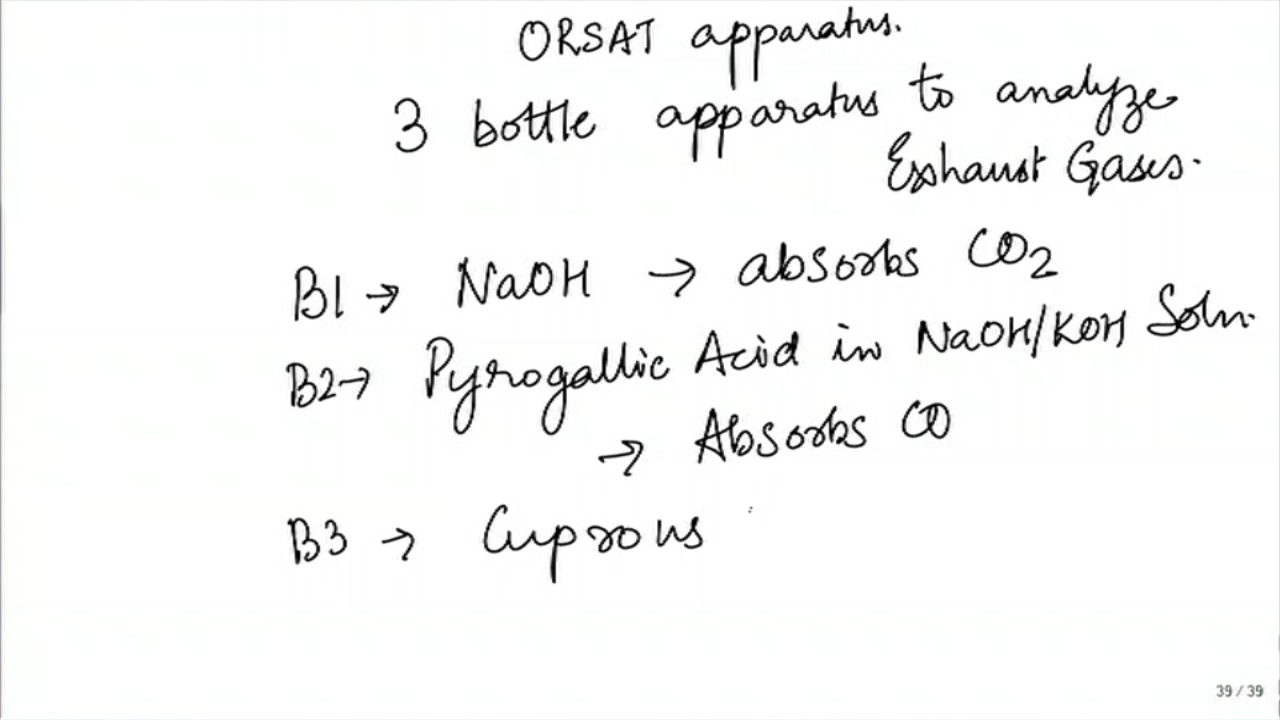 ORSAT apparatus.
3 bottle apparatus to analyze
Exhaust Gases.
B1 → NaOH → absorbs CO2
B2 → Pyrogallic Acid in NaOH/KOH Soln.
→ Absorbs CO
B3 → Cuprous
39 / 39